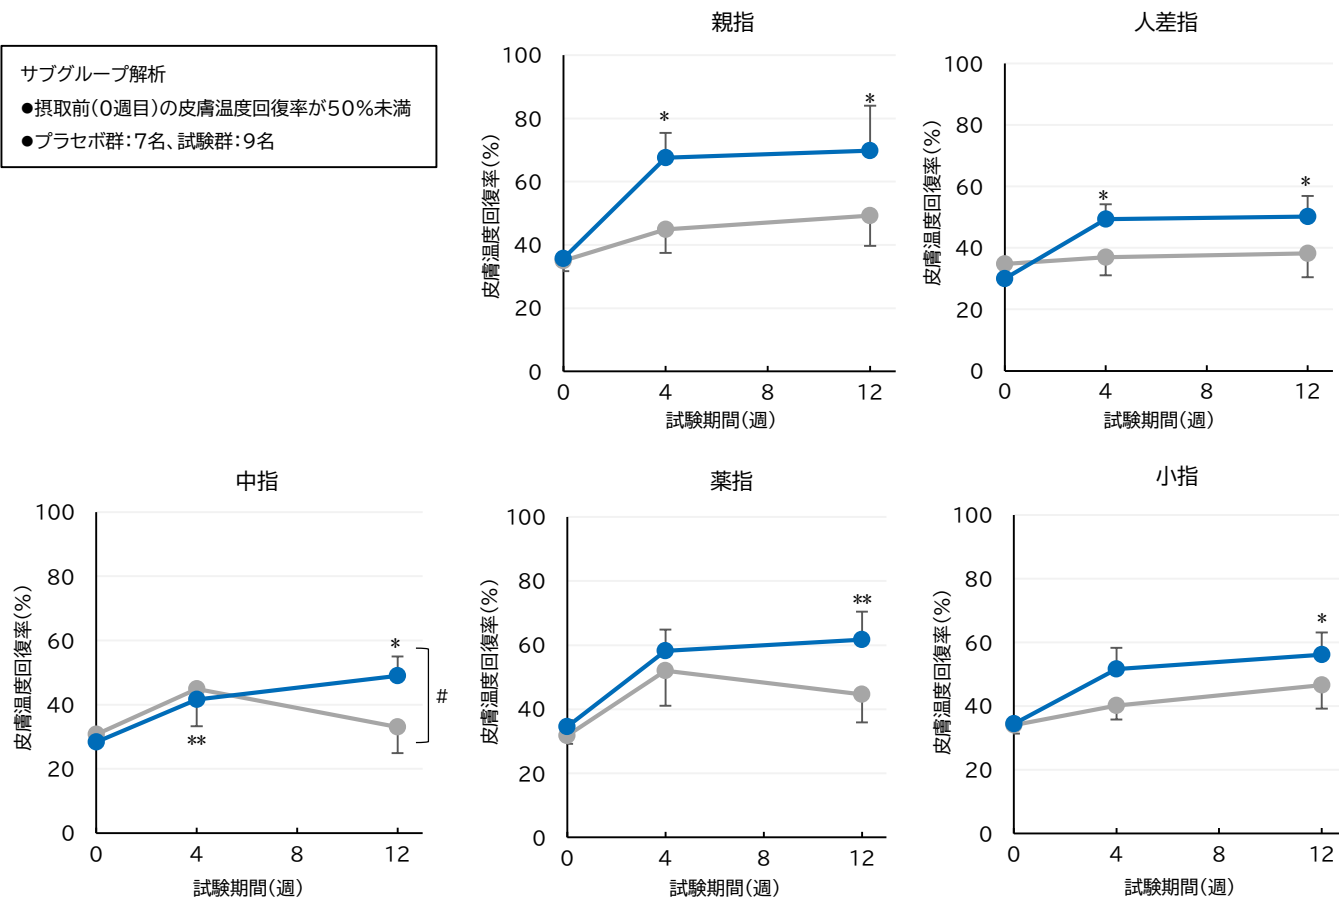 サブグループ解析
●摂取前(0週目)の皮膚温度回復率が50%未満
●プラセボ群:7名、試験群:9名
親指
皮膚温度回復率(%)
100
80
60
40
20
0
*
*
0 4 8 12
試験期間(週)
人差指
皮膚温度回復率(%)
100
80
60
40
20
0
*
*
0 4 8 12
試験期間(週)
中指
皮膚温度回復率(%)
100
80
60
40
20
0
**
*
#
0 4 8 12
試験期間(週)
薬指
皮膚温度回復率(%)
100
80
60
40
20
0
**
0 4 8 12
試験期間(週)
小指
皮膚温度回復率(%)
100
80
60
40
20
0
*
0 4 8 12
試験期間(週)